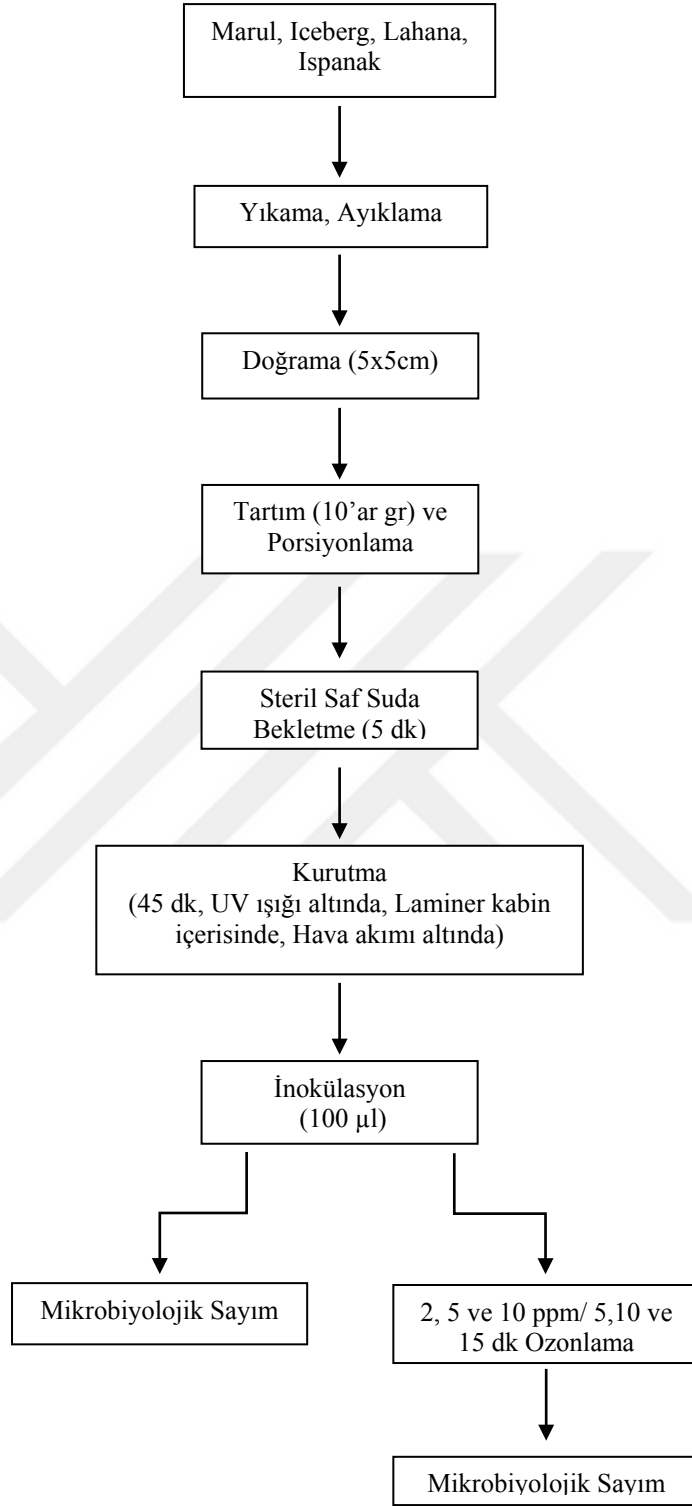 Marul, Iceberg, Lahana,
Ispanak
Yıkama, Ayıklama
Doğrama (5x5cm)
Tartım (10’ar gr) ve
Porsiyonlama
Steril Saf Suda
Bekletme (5 dk)
Kurutma
(45 dk, UV ışığı altında, Laminer kabin
içerisinde, Hava akımı altında)
İnokülasyon
(100 µl)
Mikrobiyolojik Sayım
2, 5 ve 10 ppm/ 5,10 ve
15 dk Ozonlama
Mikrobiyolojik Sayım